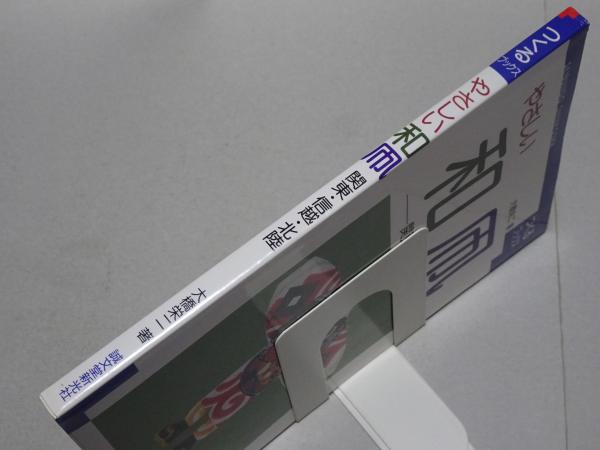 つくる
ブックス
やさしい
和凧
関東・信越・北陸
大橋栄二 著
誠文堂新光社
やさしい
和凧